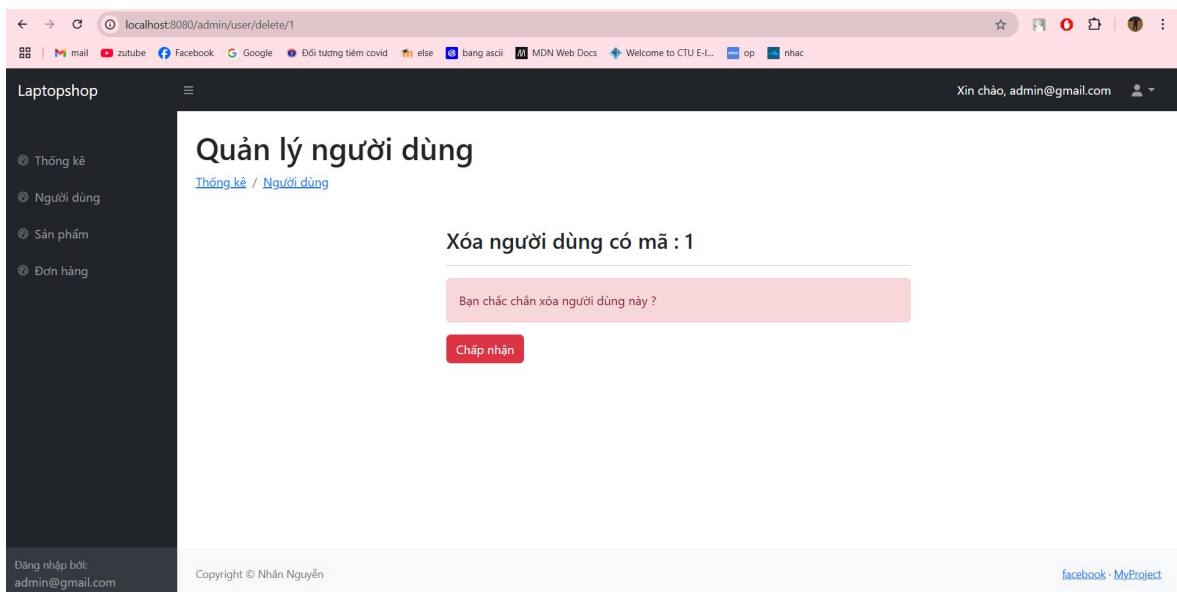 localhost:8080/admin/user/delete/1
mail zutube Facebook Google Đối tượng tiêm covid else bang ascii MDN Web Docs Welcome to CTU E-l... op nhac
Laptopshop Xin chào, admin@gmail.com
Quản lý người dùng
Thống kê / Người dùng
Thống kê
Người dùng
Sản phẩm
Đơn hàng
Xóa người dùng có mã : 1
Bạn chắc chắn xóa người dùng này ?
Chấp nhận
Đăng nhập bởi:
admin@gmail.com
Copyright © Nhân Nguyễn facebook · MyProject